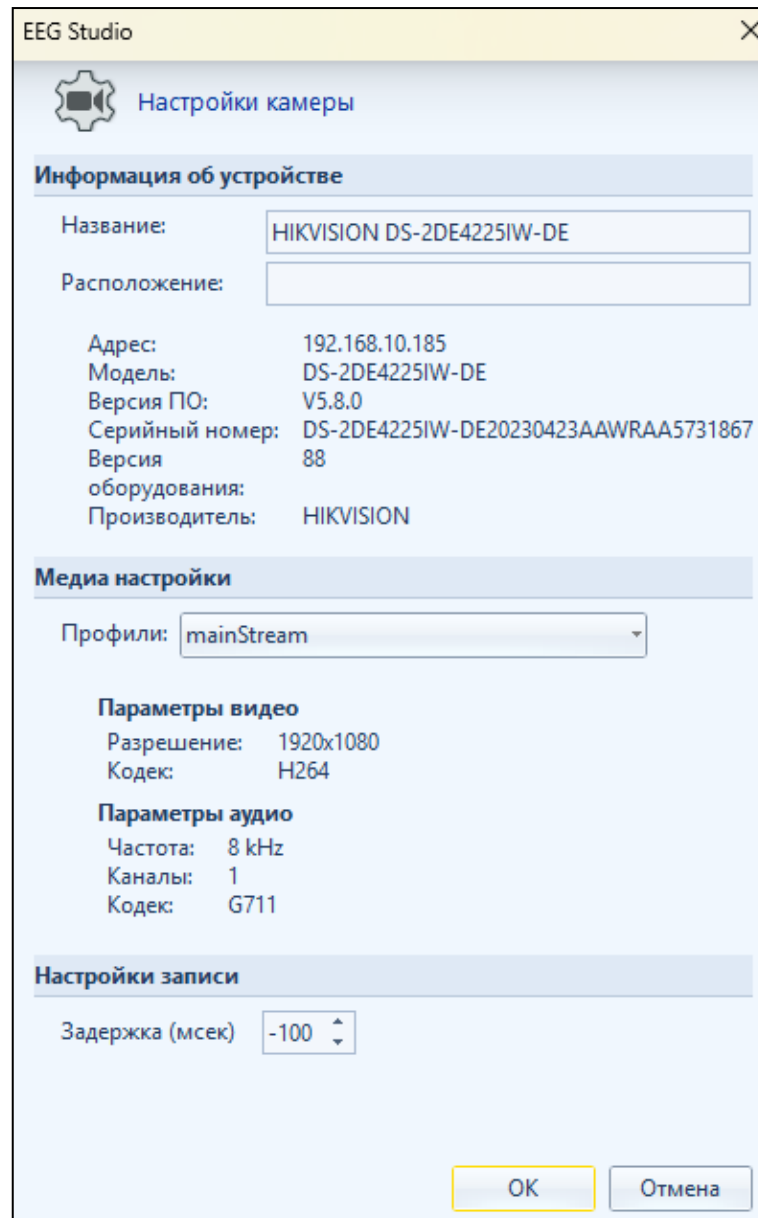 EEG Studio
Настройки камеры
Информация об устройстве
Название: HIKVISION DS-2DE4225IW-DE
Расположение:
Адрес: 192.168.10.185
Модель: DS-2DE4225IW-DE
Версия ПО: V5.8.0
Серийный номер: DS-2DE4225IW-DE20230423AAWRAA5731867
Версия 88
оборудования:
Производитель: HIKVISION
Медиа настройки
Профили: mainStream
Параметры видео
Разрешение: 1920x1080
Кодек: H264
Параметры аудио
Частота: 8 kHz
Каналы: 1
Кодек: G711
Настройки записи
Задержка (мсек) -100
OK Отмена